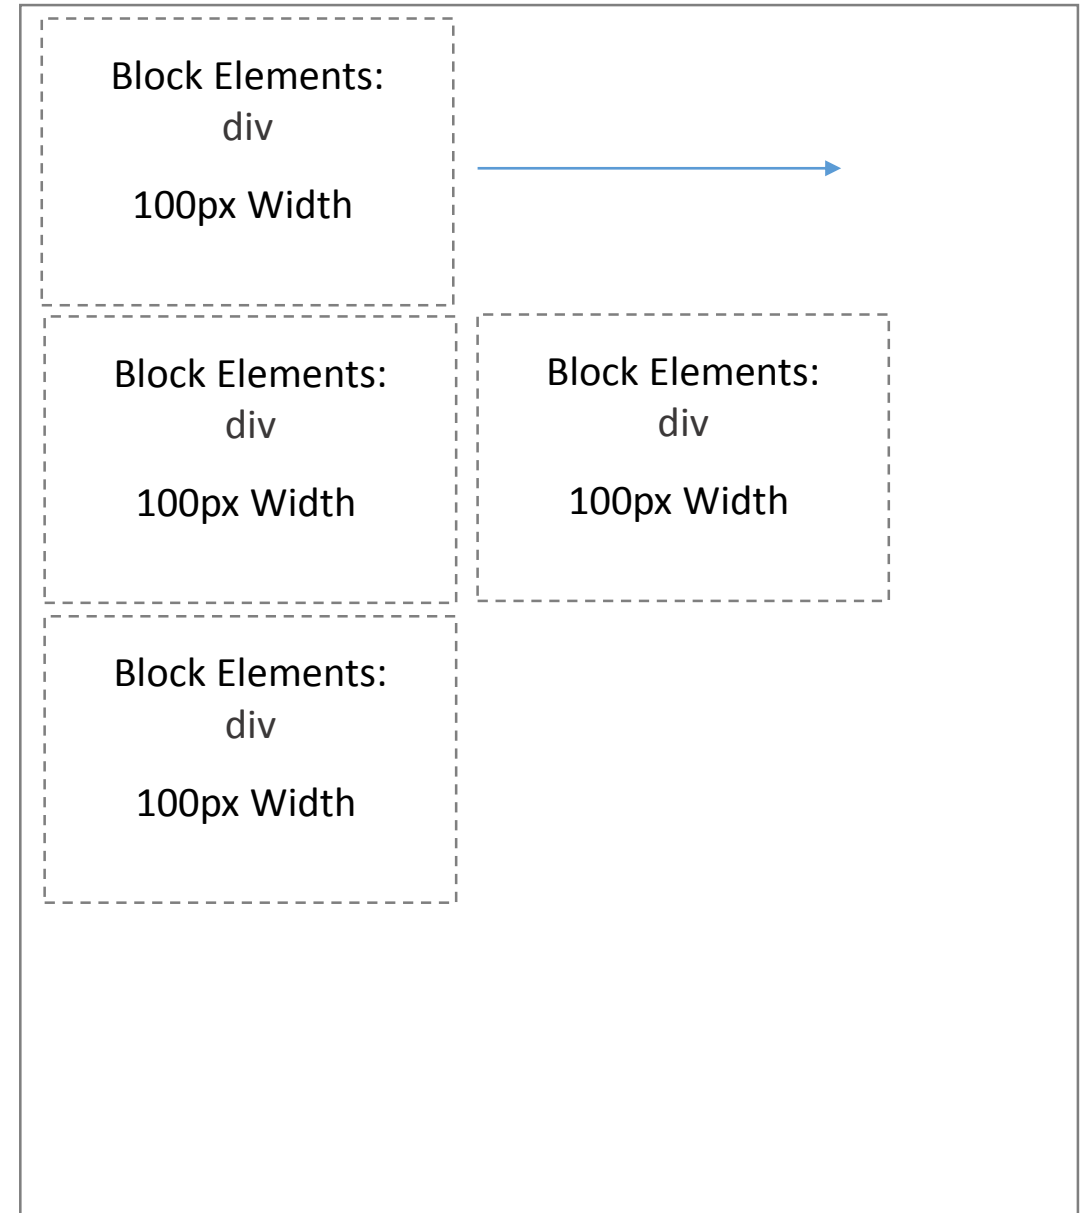 Block Elements:
div
100px Width
Block Elements:
div
100px Width
Block Elements:
div
100px Width
Block Elements:
div
100px Width